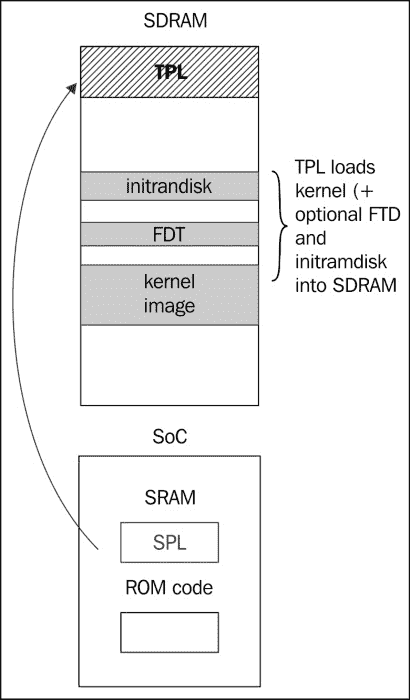 SDRAM
TPL
initrandisk
FDT
kernel
image
TPL loads
kernel (+
optional FTD
and
initramdisk
into SDRAM
SoC
SRAM
SPL
ROM code